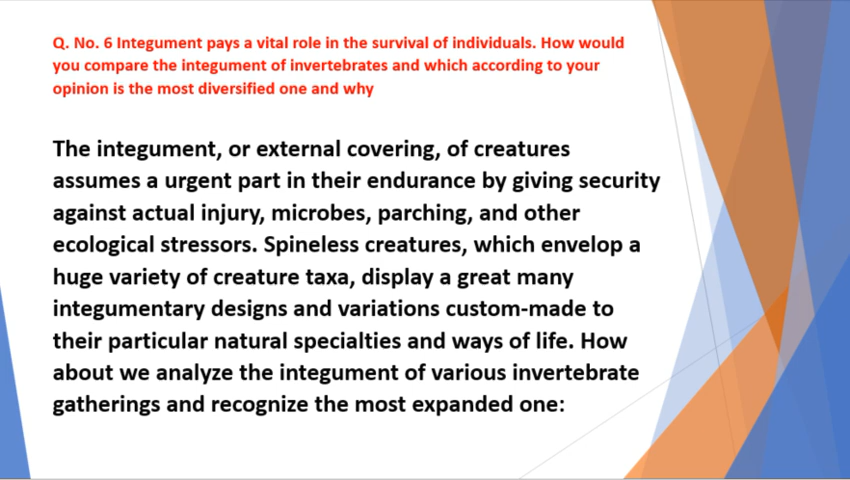 Q. No. 6 Integument pays a vital role in the survival of individuals. How would
you compare the integument of invertebrates and which according to your
opinion is the most diversified one and why
The integument, or external covering, of creatures
assumes a urgent part in their endurance by giving security
against actual injury, microbes, parching, and other
ecological stressors. Spineless creatures, which envelop a
huge variety of creature taxa, display a great many
integumentary designs and variations custom-made to
their particular natural specialties and ways of life. How
about we analyze the integument of various invertebrate
gatherings and recognize the most expanded one: